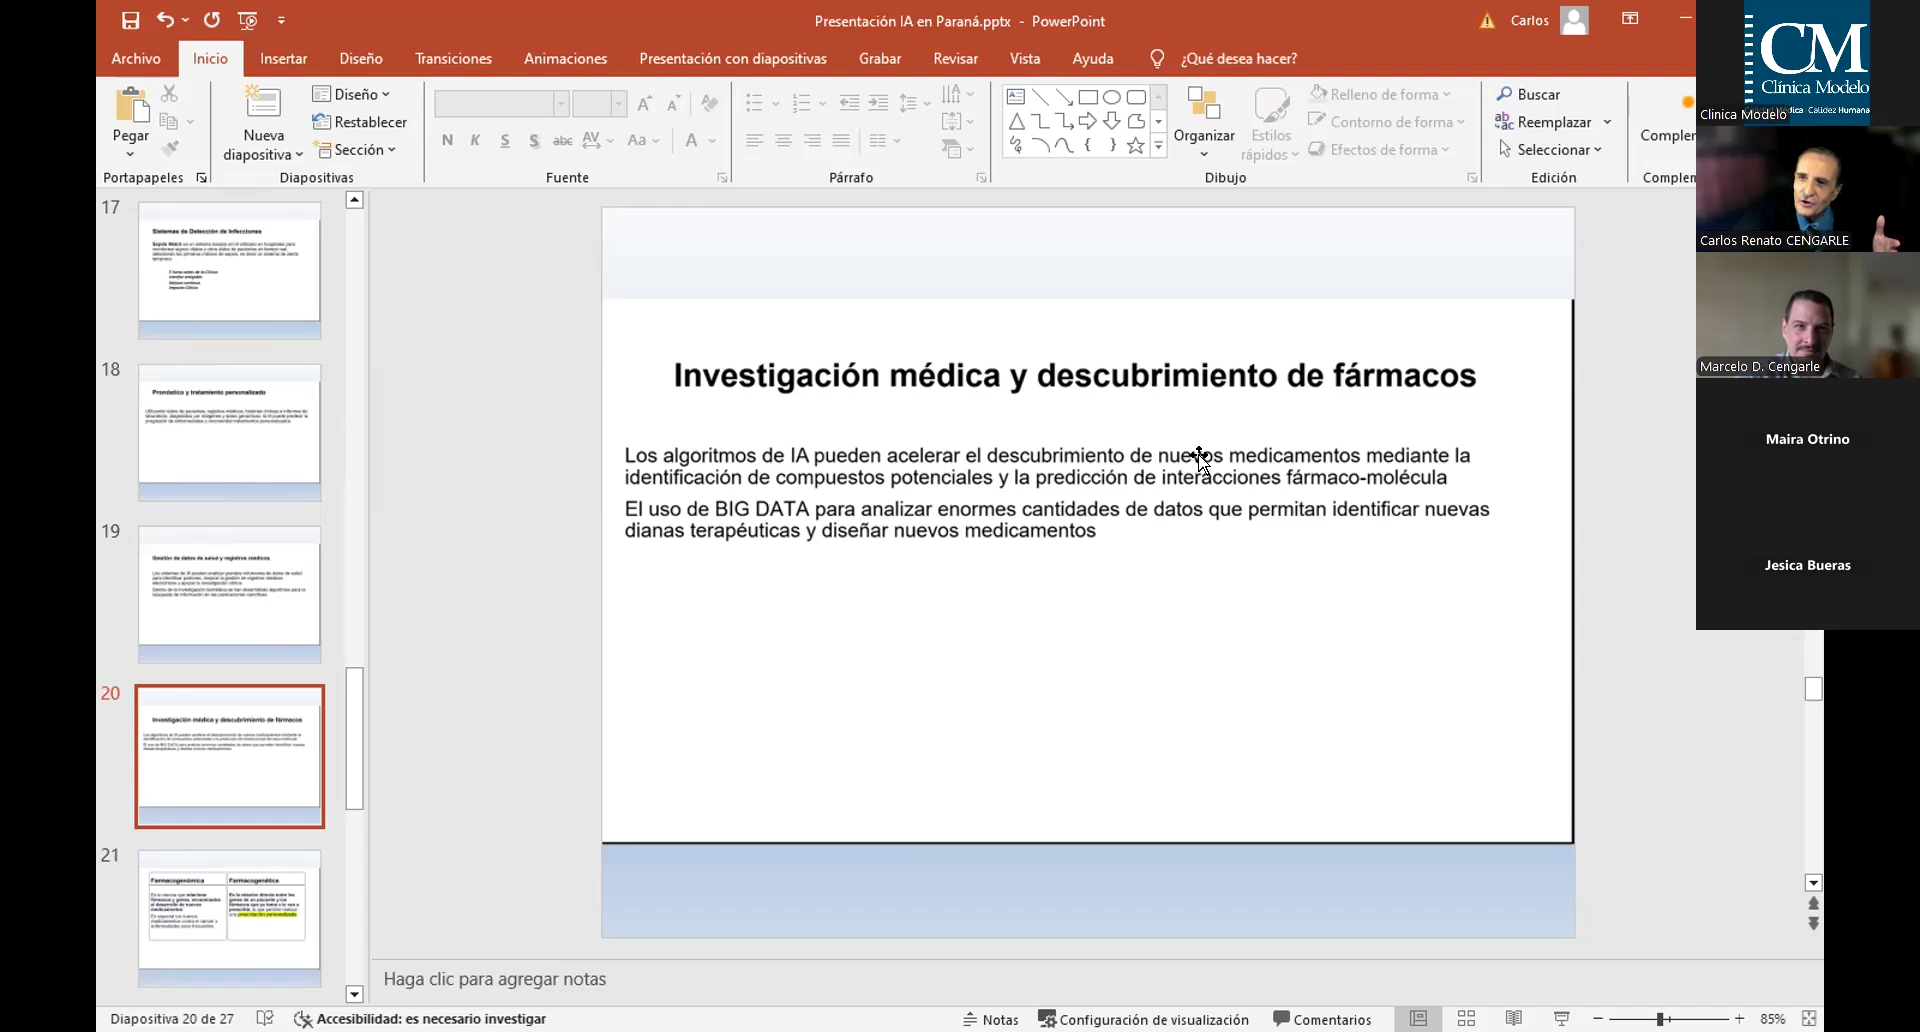 Presentación IA en Paraná.pptx - PowerPoint
Carlos
Archivo
Inicio
Insertar
Diseño
Transiciones
Animaciones
Presentación con diapositivas
Grabar
Revisar
Vista
Ayuda
¿Qué desea hacer?
Pegar
Portapapeles
Nueva
diapositiva
Diseño
Restablecer
Sección
Diapositivas
N K S S abc AV Aa A
Fuente
Párrafo
Organizar
Estilos
rápidos
Relleno de forma
Contorno de forma
Efectos de forma
Dibujo
Buscar
Reemplazar
Seleccionar
Edición
Complen
Complen
CM
Clínica Modelo
Clinica Modelo
Calidez Humana
Carlos Renato CENGARLE
Marcelo D. Cengarle
Maira Otrino
Jesica Bueras
17
Sistemas de Detección de Infecciones
18
Pronóstico y tratamiento personalizado
19
Gestión de datos de salud y registros médicos
20
Investigación médica y descubrimiento de fármacos
21
Farmacogenómica
Farmacogenética
Investigación médica y descubrimiento de fármacos
Los algoritmos de IA pueden acelerar el descubrimiento de nuevos medicamentos mediante la
identificación de compuestos potenciales y la predicción de interacciones fármaco-molécula
El uso de BIG DATA para analizar enormes cantidades de datos que permitan identificar nuevas
dianas terapéuticas y diseñar nuevos medicamentos
Haga clic para agregar notas
Diapositiva 20 de 27
Accesibilidad: es necesario investigar
Notas
Configuración de visualización
Comentarios
85%